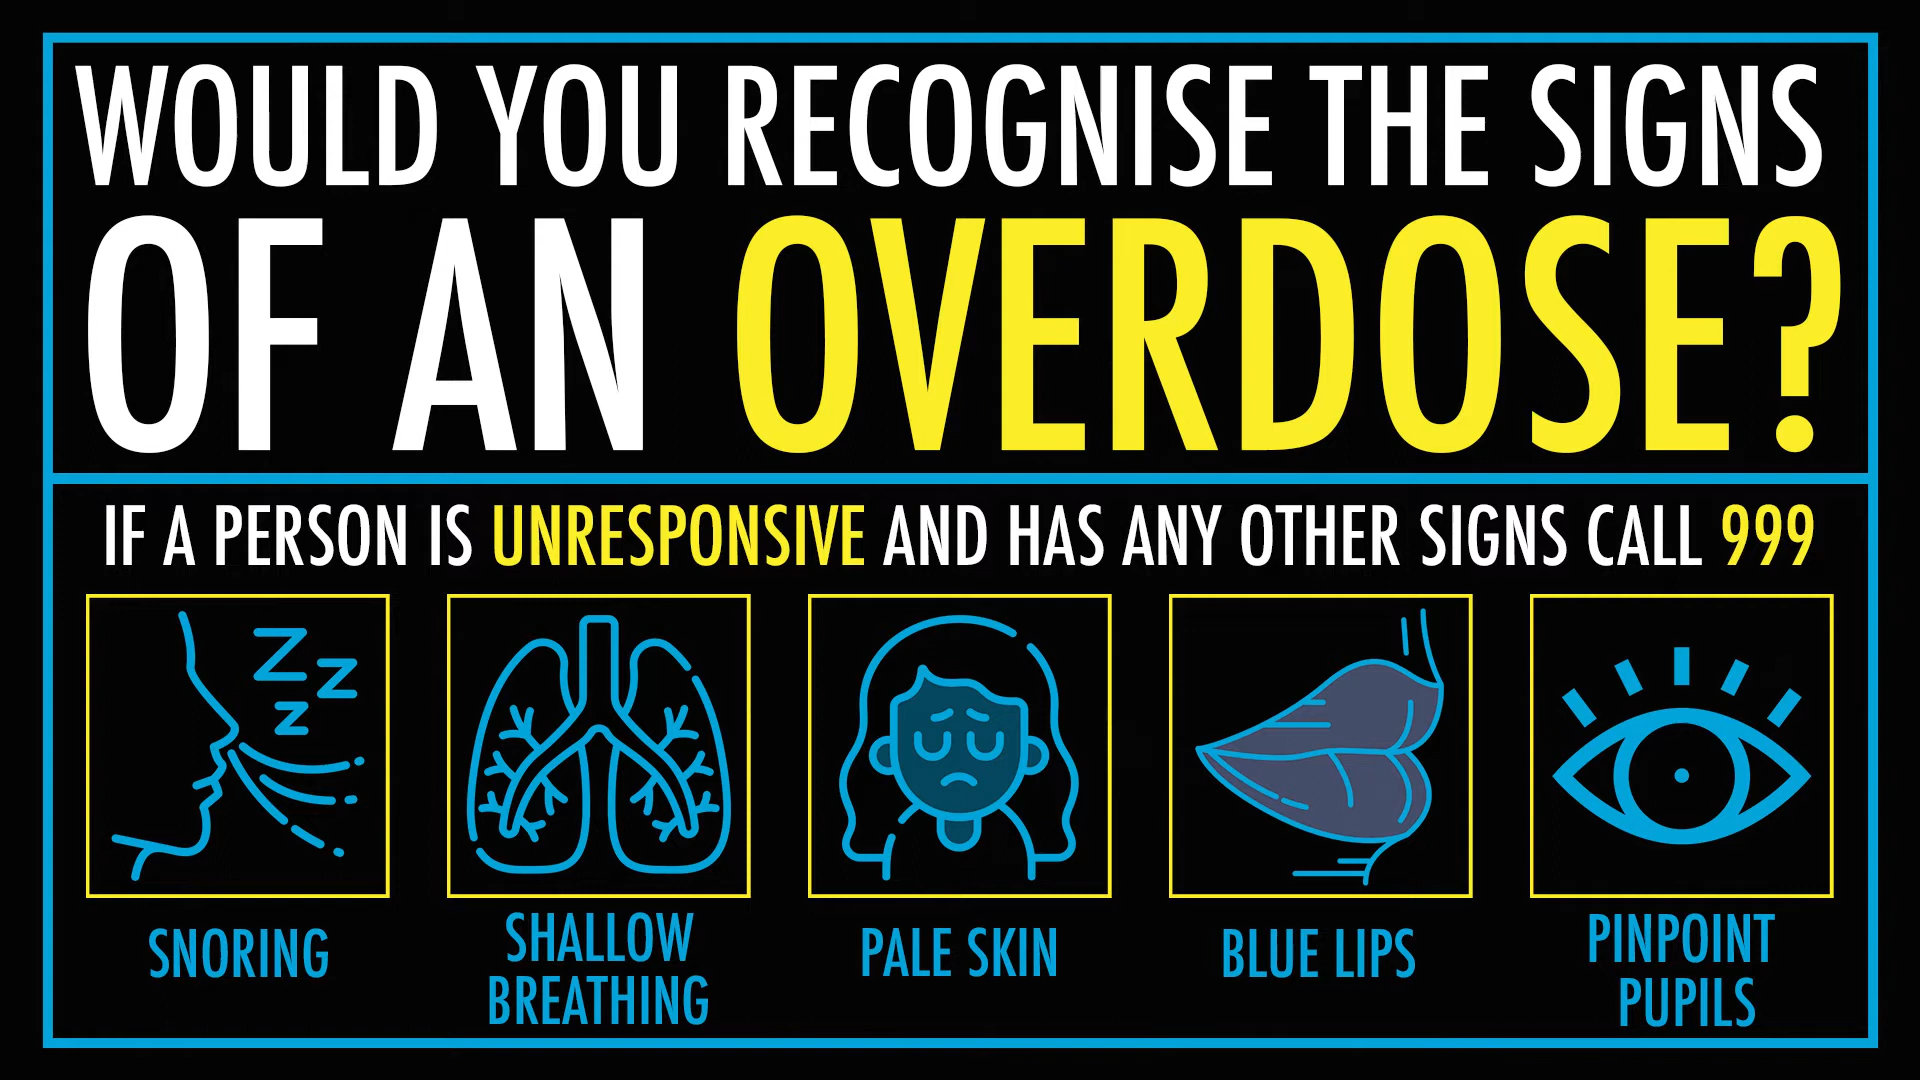 WOULD YOU RECOGNISE THE SIGNS
OF AN OVERDOSE?
IF A PERSON IS UNRESPONSIVE AND HAS ANY OTHER SIGNS CALL 999
Z Z
Z
SNORING
SHALLOW
BREATHING
PALE SKIN
BLUE LIPS
PINPOINT
PUPILS